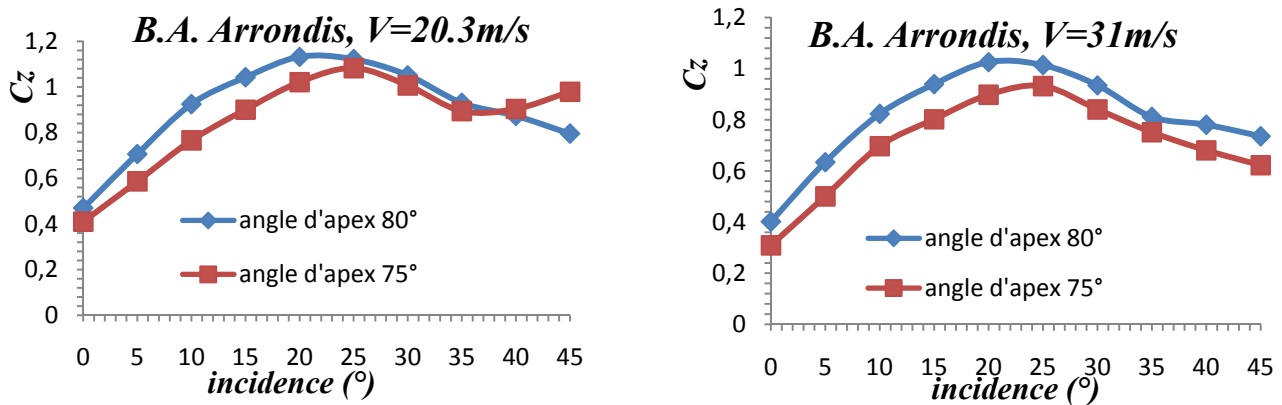 B.A. Arrondis, V=20.3m/s
Cz
1,2
1
0,8
0,6
0,4
0,2
0
angle d'apex 80°
angle d'apex 75°
0 5 10 15 20 25 30 35 40 45
incidence (°)
B.A. Arrondis, V=31m/s
Cz
1,2
1
0,8
0,6
0,4
0,2
0
angle d'apex 80°
angle d'apex 75°
0 5 10 15 20 25 30 35 40 45
incidence (°)